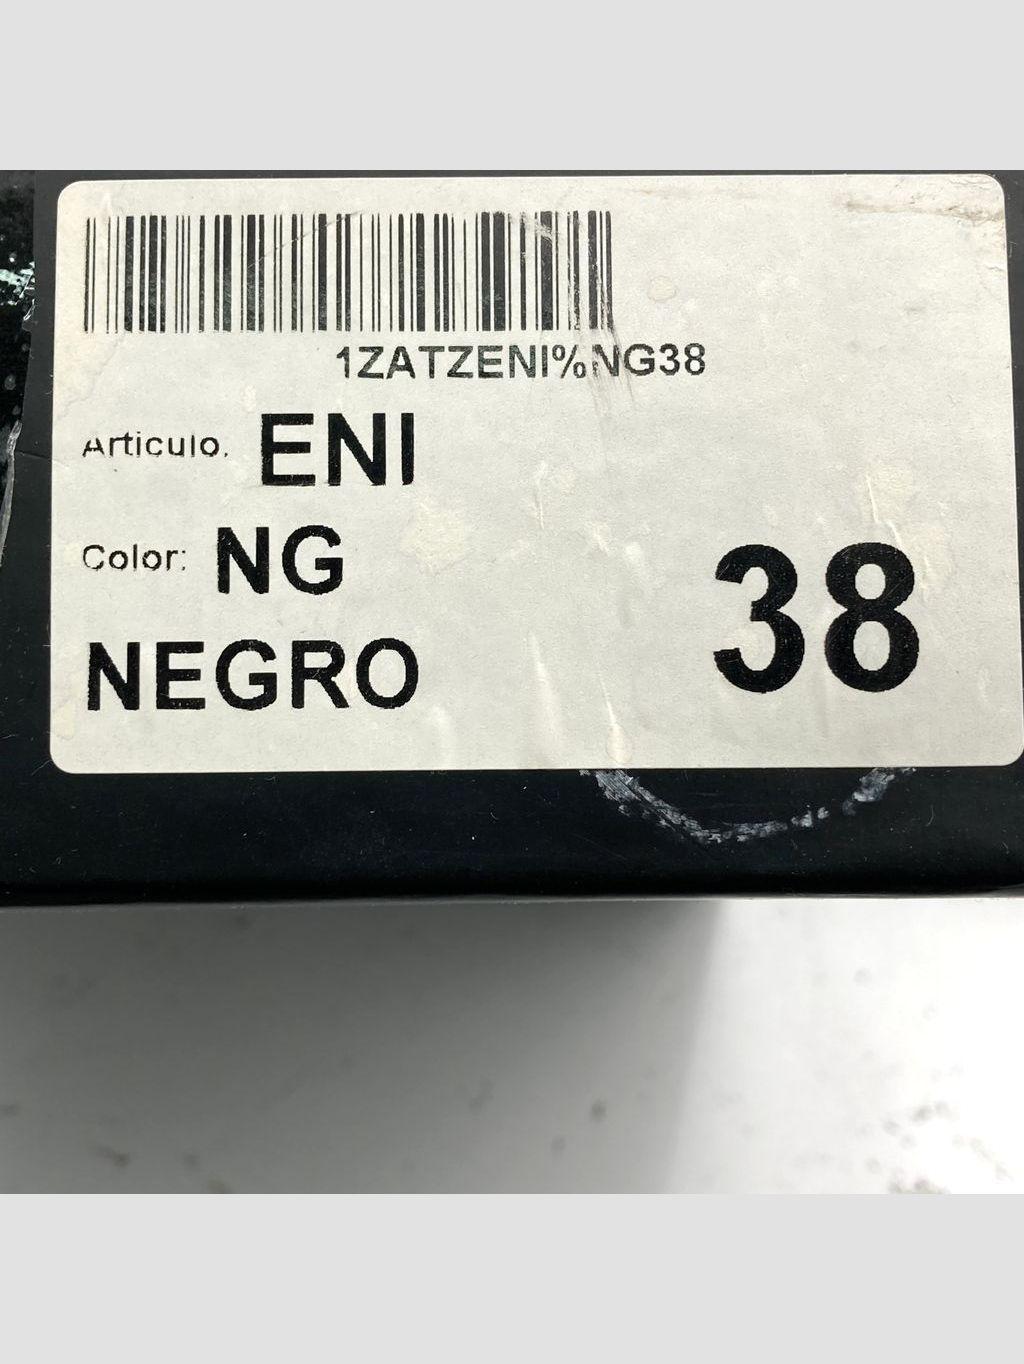 1ZATZENI%NG38
Articulo. ENI
Color: NG
NEGRO
38